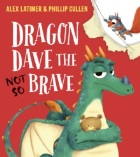 ALEX LATIMER & PHILLIP CULLEN
DRAGON
DAVE THE
NOT SO
BRAVE